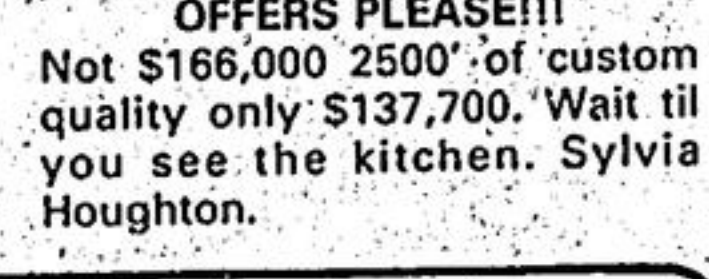 OFFERS PLEASE!!!
Not $166,000 2500' of custom
quality only $137,700. Wait til
you see the kitchen. Sylvia
Houghton.